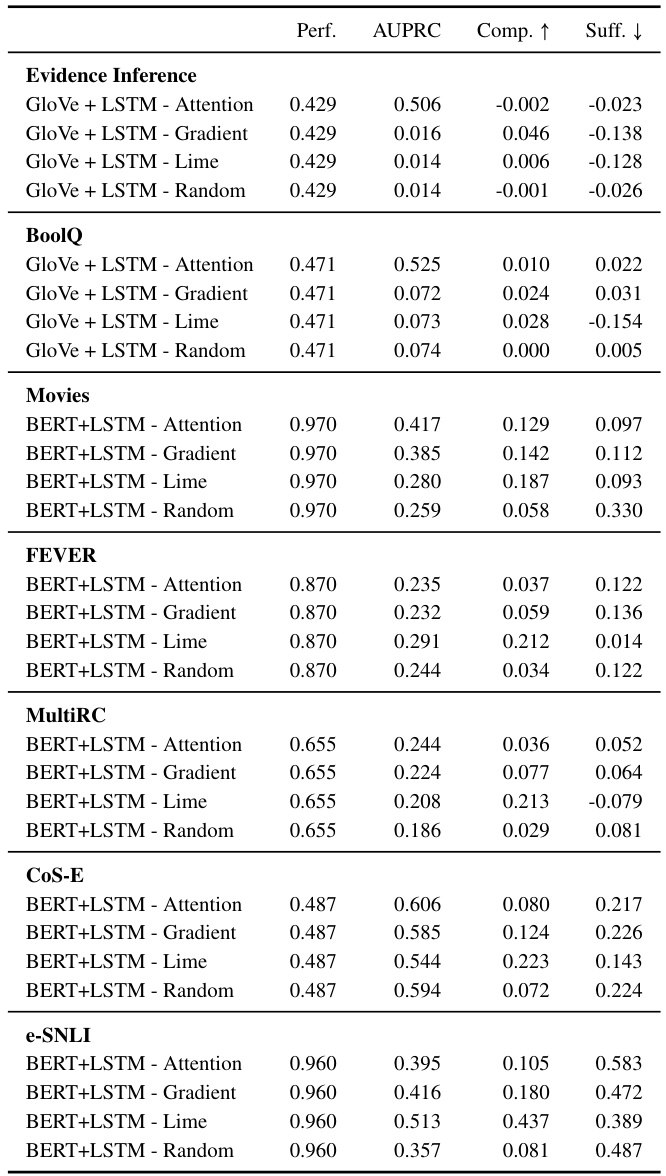 Perf. AUPRC Comp. ↑ Suff. ↓
Evidence Inference
GloVe + LSTM - Attention 0.429 0.506 -0.002 -0.023
GloVe + LSTM - Gradient 0.429 0.016 0.046 -0.138
GloVe + LSTM - Lime 0.429 0.014 0.006 -0.128
GloVe + LSTM - Random 0.429 0.014 -0.001 -0.026
BoolQ
GloVe + LSTM - Attention 0.471 0.525 0.010 0.022
GloVe + LSTM - Gradient 0.471 0.072 0.024 0.031
GloVe + LSTM - Lime 0.471 0.073 0.028 -0.154
GloVe + LSTM - Random 0.471 0.074 0.000 0.005
Movies
BERT+LSTM - Attention 0.970 0.417 0.129 0.097
BERT+LSTM - Gradient 0.970 0.385 0.142 0.112
BERT+LSTM - Lime 0.970 0.280 0.187 0.093
BERT+LSTM - Random 0.970 0.259 0.058 0.330
FEVER
BERT+LSTM - Attention 0.870 0.235 0.037 0.122
BERT+LSTM - Gradient 0.870 0.232 0.059 0.136
BERT+LSTM - Lime 0.870 0.291 0.212 0.014
BERT+LSTM - Random 0.870 0.244 0.034 0.122
MultiRC
BERT+LSTM - Attention 0.655 0.244 0.036 0.052
BERT+LSTM - Gradient 0.655 0.224 0.077 0.064
BERT+LSTM - Lime 0.655 0.208 0.213 -0.079
BERT+LSTM - Random 0.655 0.186 0.029 0.081
CoS-E
BERT+LSTM - Attention 0.487 0.606 0.080 0.217
BERT+LSTM - Gradient 0.487 0.585 0.124 0.226
BERT+LSTM - Lime 0.487 0.544 0.223 0.143
BERT+LSTM - Random 0.487 0.594 0.072 0.224
e-SNLI
BERT+LSTM - Attention 0.960 0.395 0.105 0.583
BERT+LSTM - Gradient 0.960 0.416 0.180 0.472
BERT+LSTM - Lime 0.960 0.513 0.437 0.389
BERT+LSTM - Random 0.960 0.357 0.081 0.487